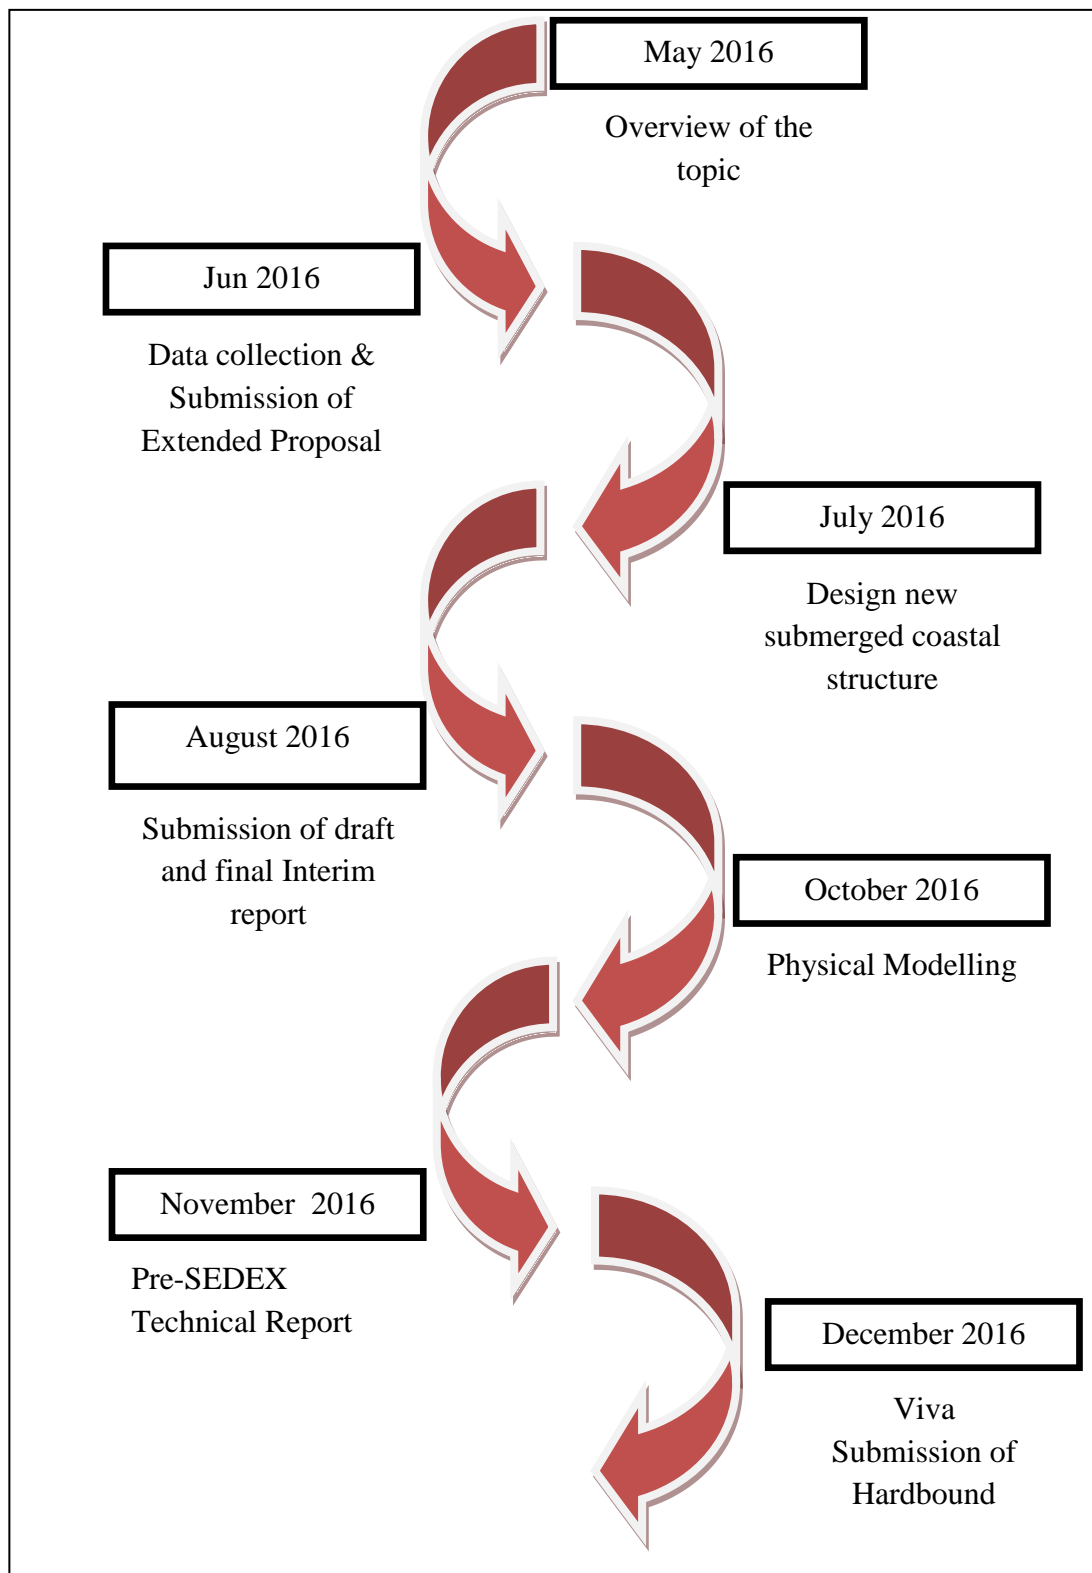 May 2016
Overview of the
topic
Jun 2016
Data collection &
Submission of
Extended Proposal
July 2016
Design new
submerged coastal
structure
August 2016
Submission of draft
and final Interim
report
October 2016
Physical Modelling
November  2016
Pre-SEDEX
Technical Report
December 2016
Viva
Submission of
Hardbound